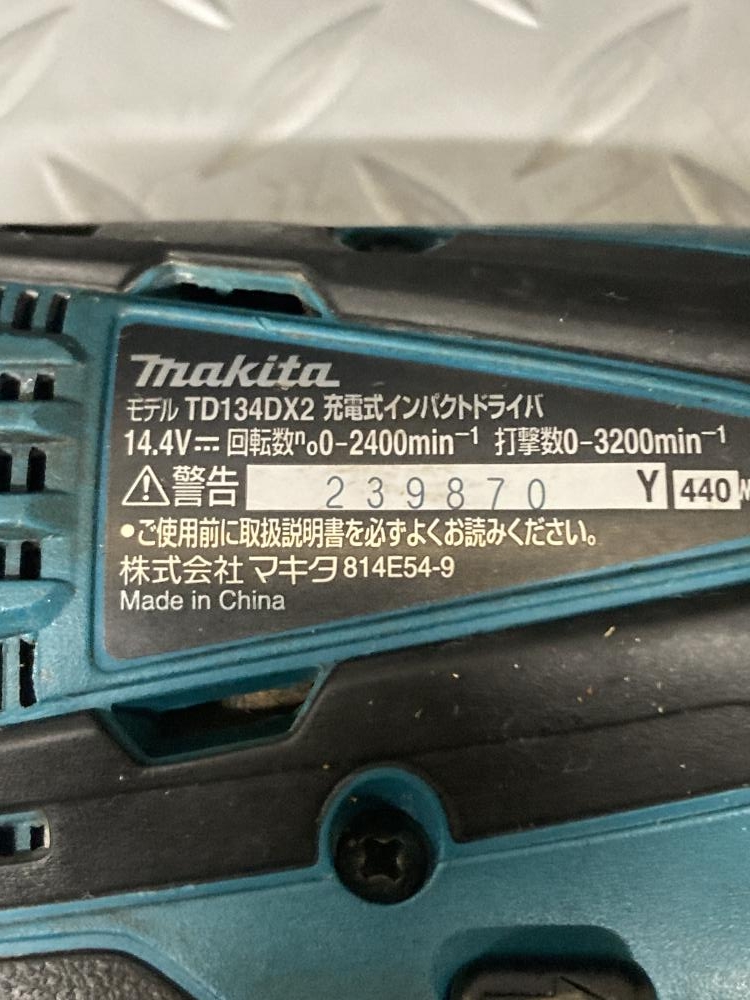 makita
モデル TD134DX2 充電式インパクトドライバ
14.4V⎓ 回転数n₀0-2400min⁻¹ 打撃数0-3200min⁻¹
⚠警告 239870 Y 440
●ご使用前に取扱説明書を必ずよくお読みください。
株式会社 マキタ 814E54-9
Made in China